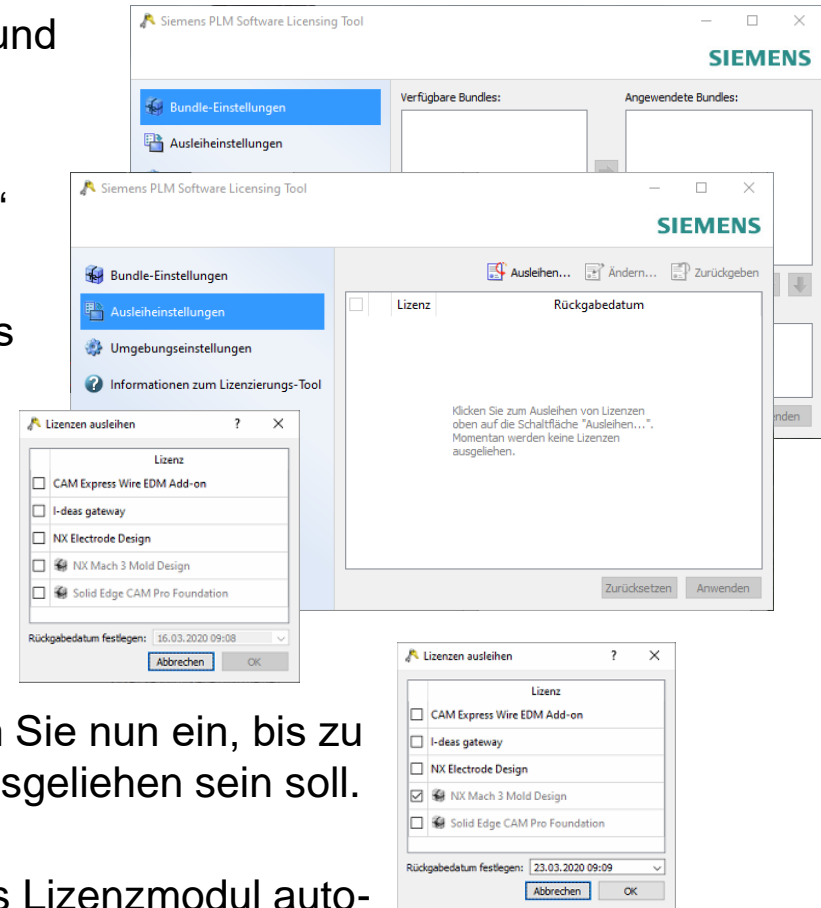 und
“
s
Siemens PLM Software Licensing Tool
SIEMENS
Bundle-Einstellungen
Ausleiheinstellungen
Verfügbare Bundles:
Angewendete Bundles:
Siemens PLM Software Licensing Tool
SIEMENS
Bundle-Einstellungen
Ausleiheinstellungen
Umgebungseinstellungen
Informationen zum Lizenzierungs-Tool
Ausleihen... Ändern... Zurückgeben
Lizenz Rückgabedatum
Klicken Sie zum Ausleihen von Lizenzen
oben auf die Schaltfläche "Ausleihen...".
Momentan werden keine Lizenzen
ausgeliehen.
Zurücksetzen Anwenden
nden
Lizenzen ausleihen ? ×
Lizenz
CAM Express Wire EDM Add-on
I-deas gateway
NX Electrode Design
NX Mach 3 Mold Design
Solid Edge CAM Pro Foundation
Rückgabedatum festlegen: 16.03.2020 09:08
Abbrechen OK
n Sie nun ein, bis zu
sgeliehen sein soll.
s Lizenzmodul auto-
Lizenzen ausleihen ? ×
Lizenz
CAM Express Wire EDM Add-on
I-deas gateway
NX Electrode Design
NX Mach 3 Mold Design
Solid Edge CAM Pro Foundation
Rückgabedatum festlegen: 23.03.2020 09:09
Abbrechen OK